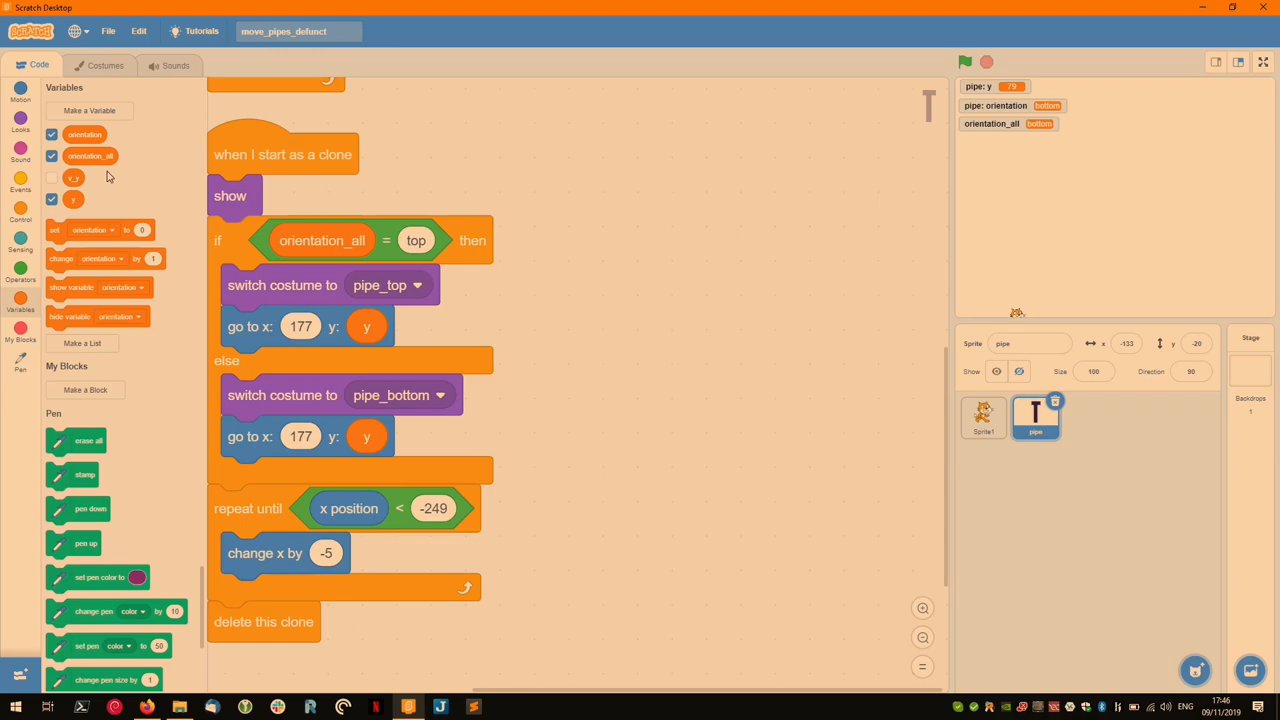 Scratch Desktop
SCRATCH
File
Edit
Tutorials
move_pipes_defunct
Code
Costumes
Sounds
Motion
Looks
Sound
Events
Control
Sensing
Operators
Variables
My Blocks
Pen
Variables
Make a Variable
orientation
orientation_all
v_y
y
set orientation to 0
change orientation by 1
show variable orientation
hide variable orientation
Make a List
My Blocks
Make a Block
Pen
erase all
stamp
pen down
pen up
set pen color to
change pen color by 10
set pen color to 50
change pen size by 1
when I start as a clone
show
if orientation_all = top then
switch costume to pipe_top
go to x: 177 y: y
else
switch costume to pipe_bottom
go to x: 177 y: y
repeat until x position < -249
change x by -5
delete this clone
pipe: y 79
pipe: orientation bottom
orientation_all bottom
Sprite pipe x -133 y -20
Show Size 100 Direction 90
Sprite1
pipe
Stage
Backdrops
1
17:46
09/11/2019